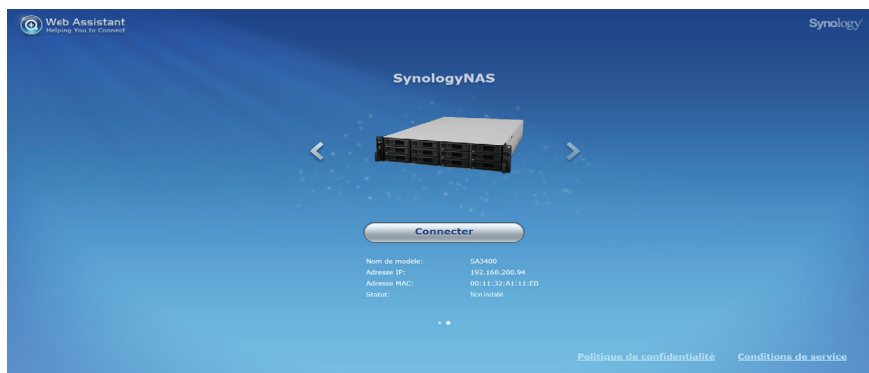 Web Assistant
Helping You to Connect
Synology
SynologyNAS
Connecter
Nom de modèle: SA3400
Adresse IP: 192.168.200.94
Adresse MAC: 00:11:32:A1:11:EB
Statut: Non installé
Politique de confidentialité Conditions de service